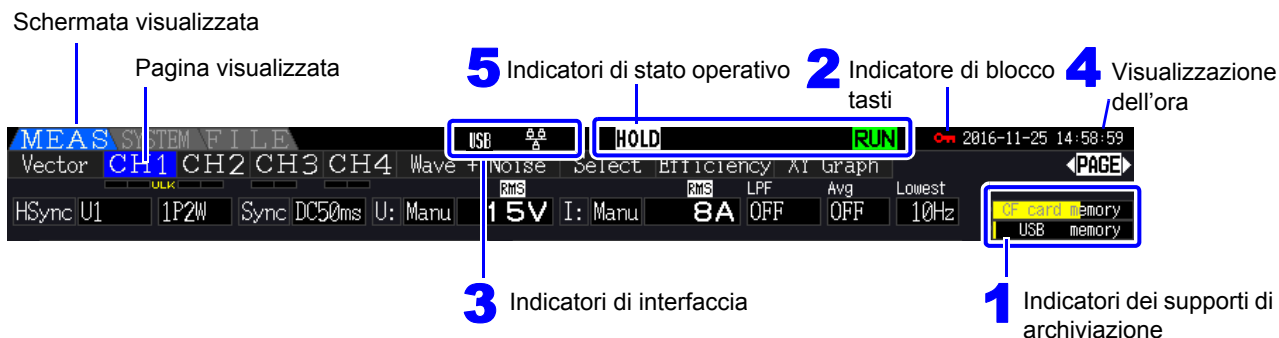 Schermata visualizzata
Pagina visualizzata
5 Indicatori di stato operativo
2 Indicatore di blocco
tasti
4 Visualizzazione
dell'ora
MEAS SYSTEM FILE USB HOLD RUN 2016-11-25 14:58:59
Vector CH1 CH2 CH3 CH4 Wave + Noise Select Efficiency XY Graph PAGE
ULK RMS RMS LPF Avg Lowest
HSync U1 1P2W Sync DC50ms U: Manu 15V I: Manu 8A OFF OFF 10Hz
CF card memory
USB memory
3 Indicatori di interfaccia
1 Indicatori dei supporti di
archiviazione